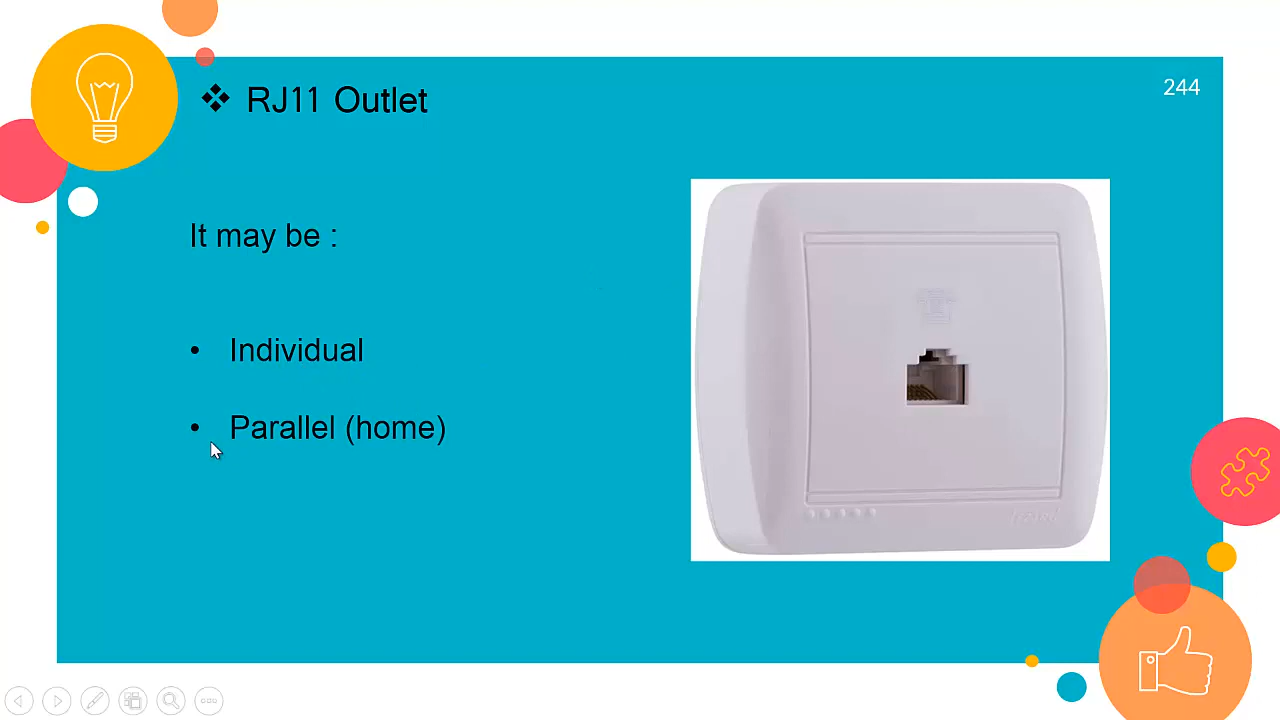 ❖ RJ11 Outlet
244
It may be :
• Individual
• Parallel (home)